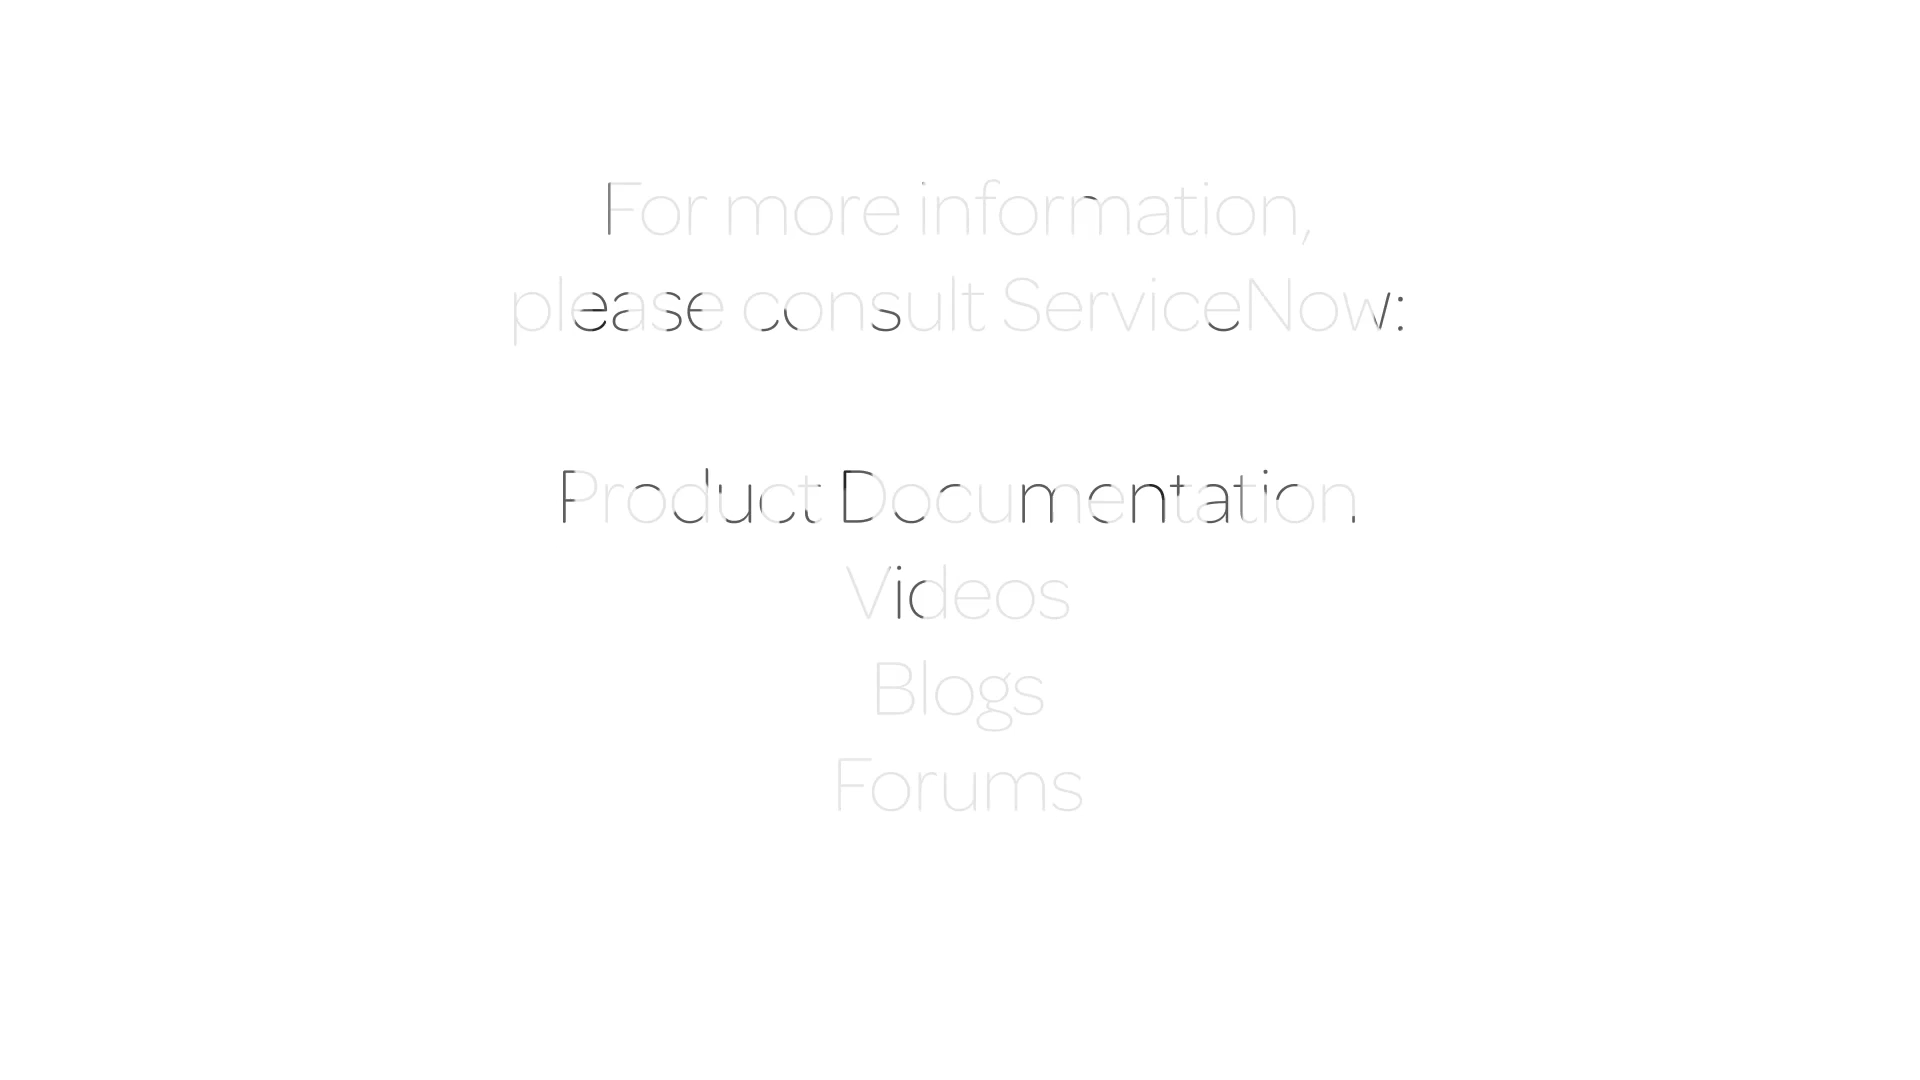 For more information,
please consult ServiceNow:
Product Documentation
Videos
Blogs
Forums